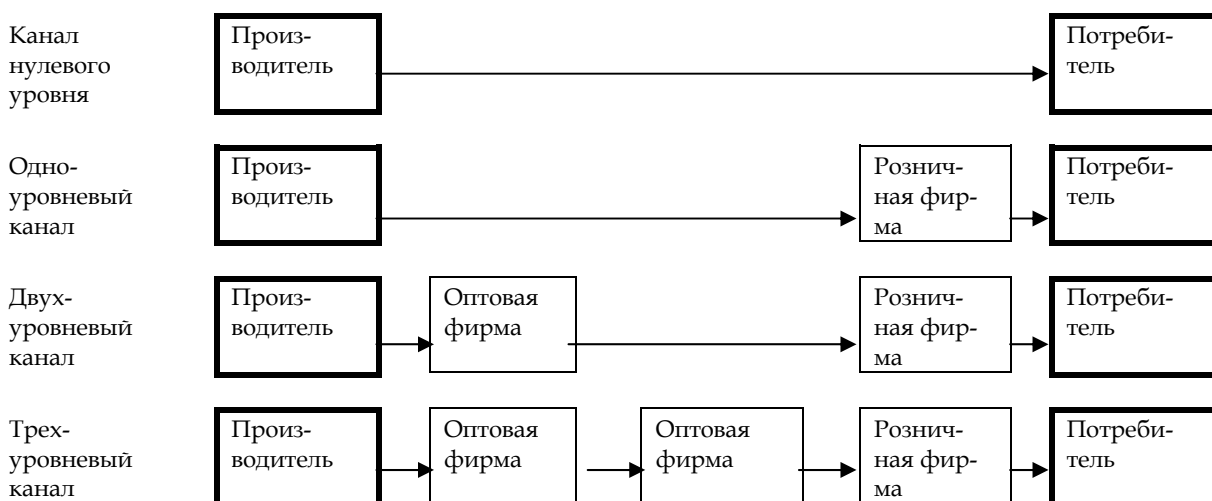 Канал
нулевого
уровня
Произ-
водитель
Потреби-
тель
Одно-
уровневый
канал
Произ-
водитель
Рознич-
ная фир-
ма
Потреби-
тель
Двух-
уровневый
канал
Произ-
водитель
Оптовая
фирма
Рознич-
ная фир-
ма
Потреби-
тель
Трех-
уровневый
канал
Произ-
водитель
Оптовая
фирма
Оптовая
фирма
Рознич-
ная фир-
ма
Потреби-
тель